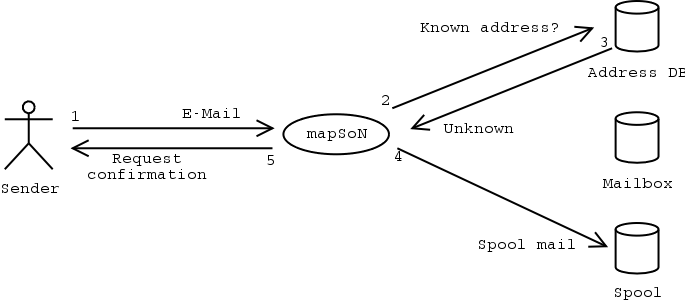 Known address?
3
Address DB
2
1
E-Mail
mapSoN
Unknown
Request
confirmation
5
4
Sender
Mailbox
Spool mail
Spool